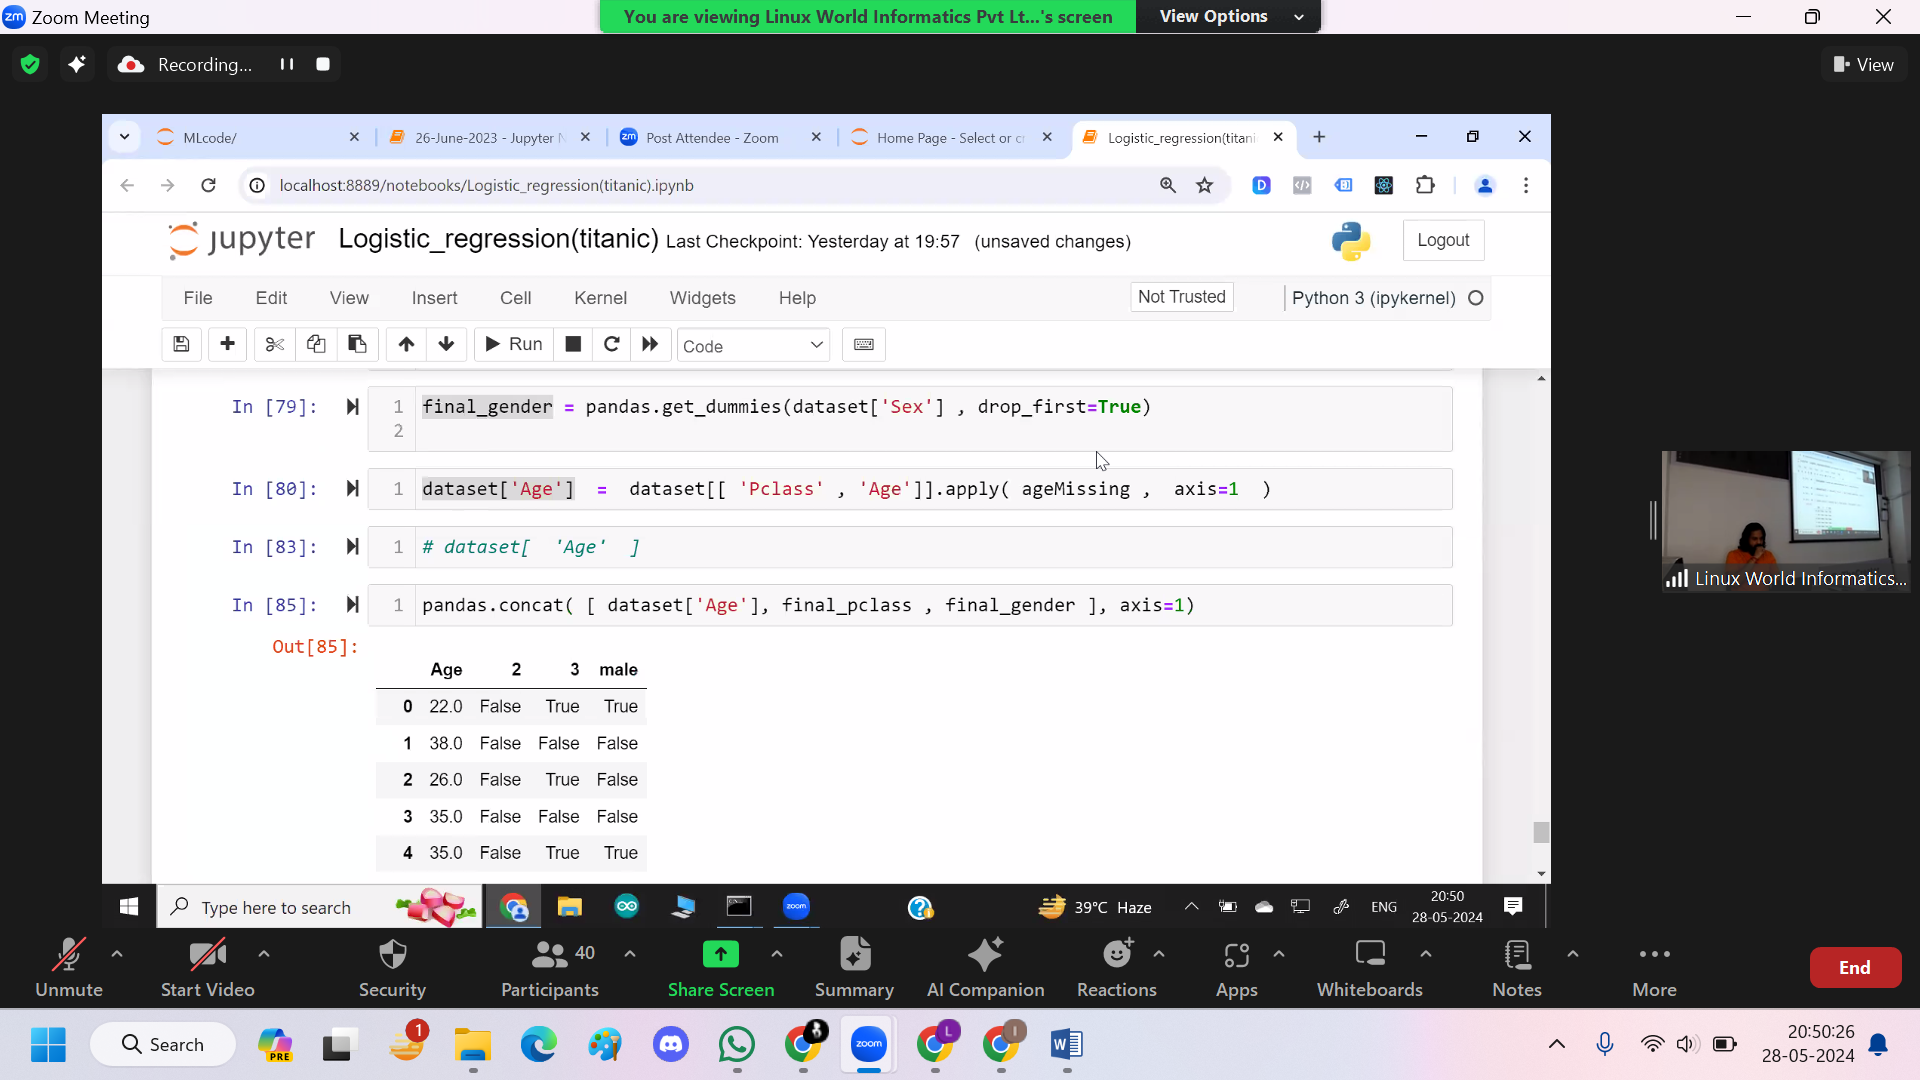 zm Zoom Meeting
You are viewing Linux World Informatics Pvt Lt...'s screen
View Options
Recording...
View
MLcode/
26-June-2023 - Jupyter N
zm Post Attendee - Zoom
Home Page - Select or cr
Logistic_regression(titani
localhost:8889/notebooks/Logistic_regression(titanic).ipynb
jupyter Logistic_regression(titanic) Last Checkpoint: Yesterday at 19:57 (unsaved changes)
Logout
File Edit View Insert Cell Kernel Widgets Help
Not Trusted
Python 3 (ipykernel)
Run
Code
In [79]:
1 final_gender = pandas.get_dummies(dataset['Sex'] , drop_first=True)
2
In [80]:
1 dataset['Age'] = dataset[[ 'Pclass' , 'Age']].apply( ageMissing , axis=1 )
In [83]:
1 # dataset[ 'Age' ]
In [85]:
1 pandas.concat( [ dataset['Age'], final_pclass , final_gender ], axis=1)
Out[85]:
Age 2 3 male
0 22.0 False True True
1 38.0 False False False
2 26.0 False True False
3 35.0 False False False
4 35.0 False True True
Linux World Informatics...
Type here to search
zoom
39°C Haze
ENG
20:50
28-05-2024
Unmute
Start Video
Security
40
Participants
Share Screen
Summary
AI Companion
Reactions
Apps
Whiteboards
Notes
More
End
Search
PRE
1
zoom
L
I
W
20:50:26
28-05-2024